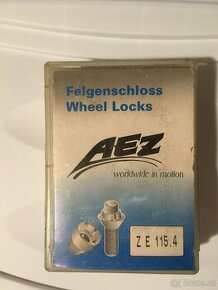 Felgenschloss
Wheel Locks
AEZ
worldwide in motion
Z E 115.4